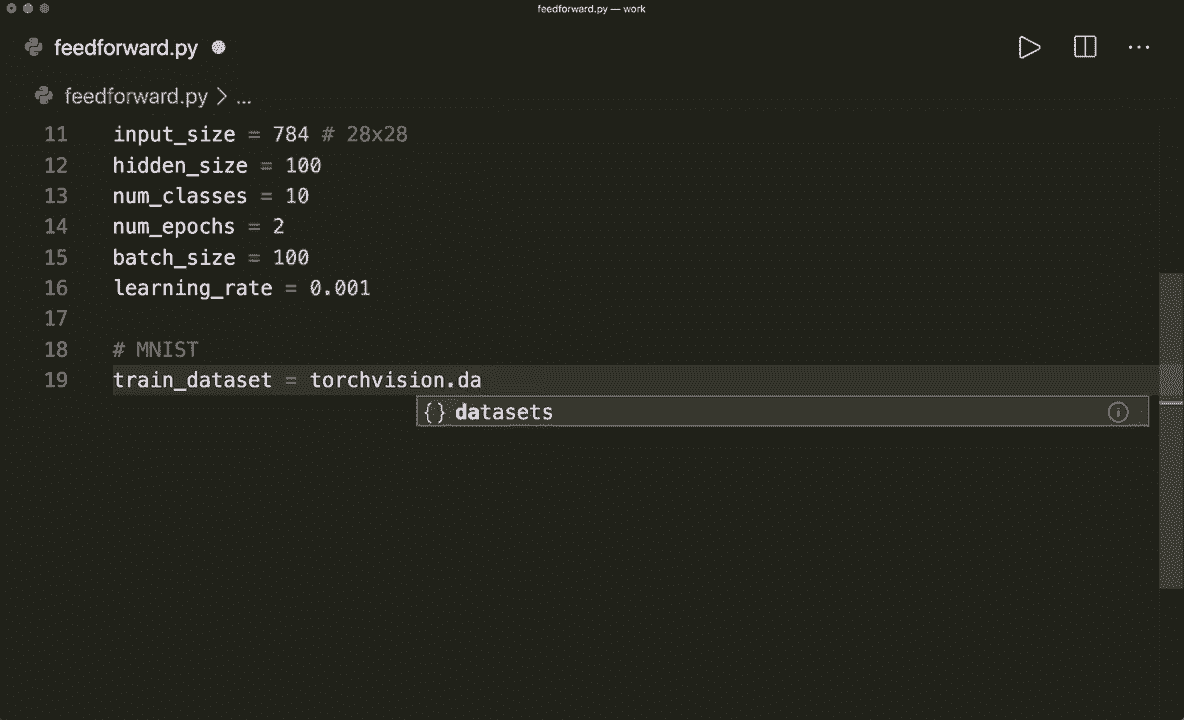 feedforward.py — work
feedforward.py
feedforward.py > ...
11 input_size = 784 # 28x28
12 hidden_size = 100
13 num_classes = 10
14 num_epochs = 2
15 batch_size = 100
16 learning_rate = 0.001
17
18 # MNIST
19 train_dataset = torchvision.da
{} datasets